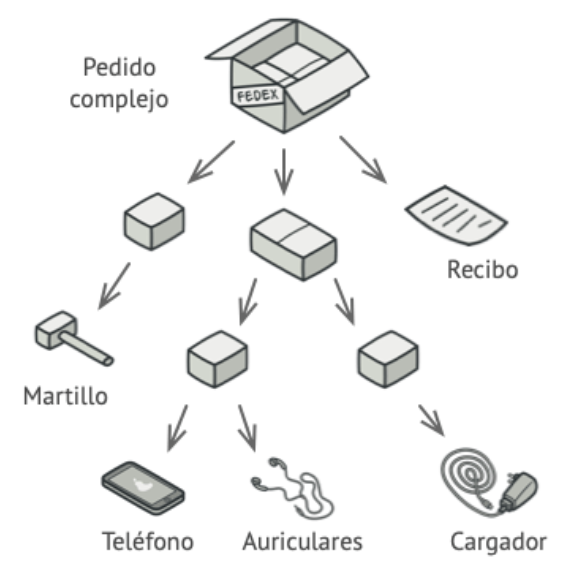 Pedido
complejo
FEDEX
Recibo
Martillo
Teléfono
Auriculares
Cargador